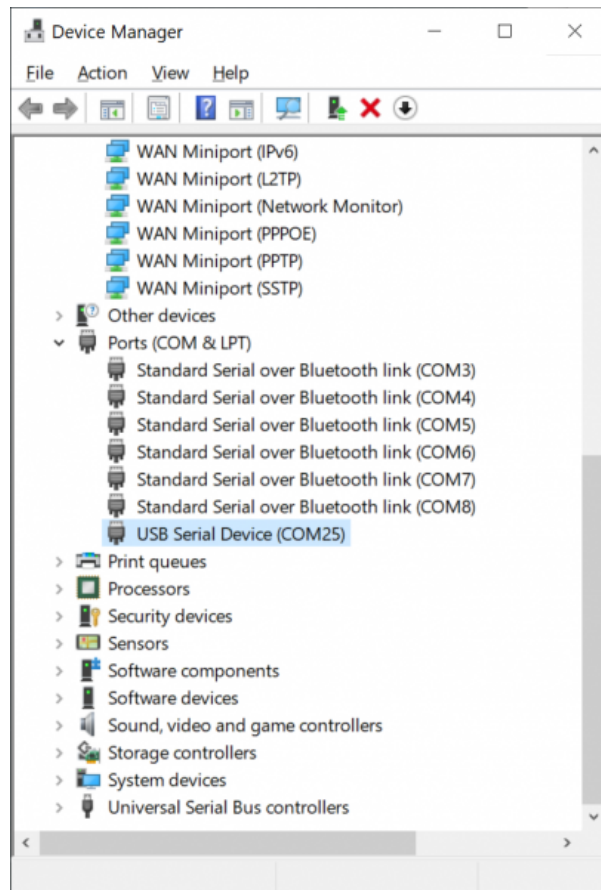 Device Manager
File Action View Help
WAN Miniport (IPv6)
WAN Miniport (L2TP)
WAN Miniport (Network Monitor)
WAN Miniport (PPPOE)
WAN Miniport (PPTP)
WAN Miniport (SSTP)
Other devices
Ports (COM & LPT)
Standard Serial over Bluetooth link (COM3)
Standard Serial over Bluetooth link (COM4)
Standard Serial over Bluetooth link (COM5)
Standard Serial over Bluetooth link (COM6)
Standard Serial over Bluetooth link (COM7)
Standard Serial over Bluetooth link (COM8)
USB Serial Device (COM25)
Print queues
Processors
Security devices
Sensors
Software components
Software devices
Sound, video and game controllers
Storage controllers
System devices
Universal Serial Bus controllers